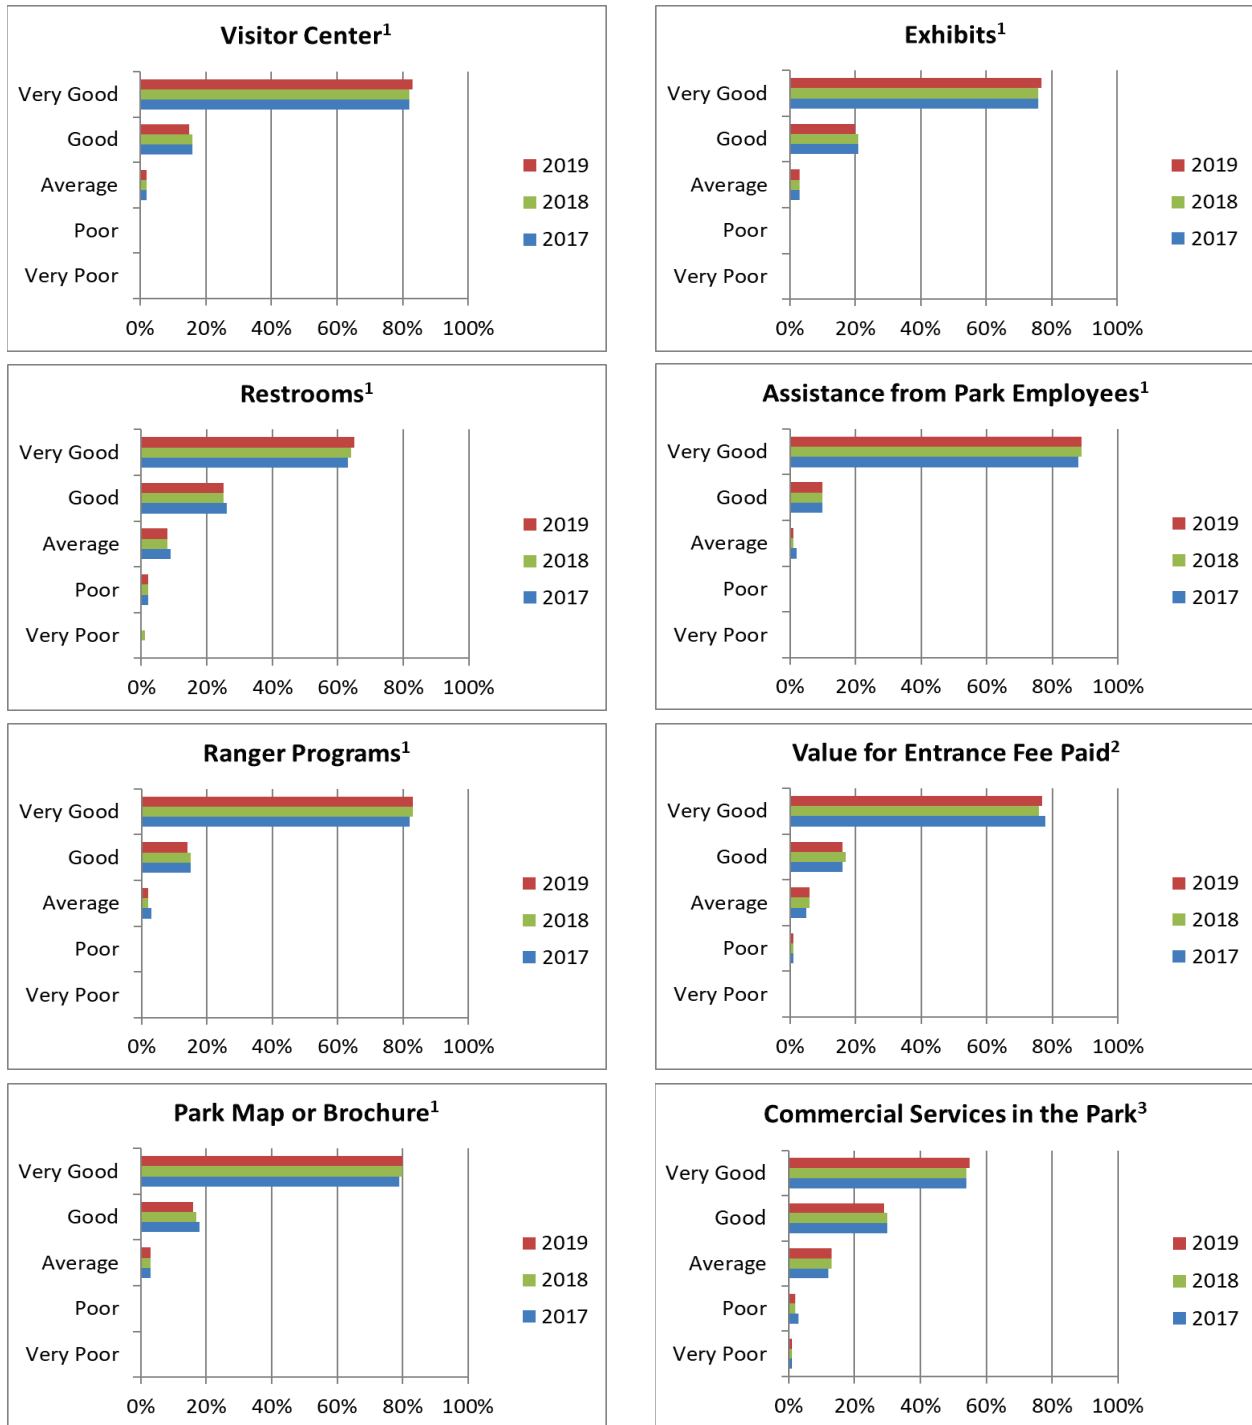 Visitor Center¹
Very Good
Good
Average
Poor
Very Poor
2019
2018
2017
0% 20% 40% 60% 80% 100%
Exhibits¹
Very Good
Good
Average
Poor
Very Poor
2019
2018
2017
0% 20% 40% 60% 80% 100%
Restrooms¹
Very Good
Good
Average
Poor
Very Poor
2019
2018
2017
0% 20% 40% 60% 80% 100%
Assistance from Park Employees¹
Very Good
Good
Average
Poor
Very Poor
2019
2018
2017
0% 20% 40% 60% 80% 100%
Ranger Programs¹
Very Good
Good
Average
Poor
Very Poor
2019
2018
2017
0% 20% 40% 60% 80% 100%
Value for Entrance Fee Paid²
Very Good
Good
Average
Poor
Very Poor
2019
2018
2017
0% 20% 40% 60% 80% 100%
Park Map or Brochure¹
Very Good
Good
Average
Poor
Very Poor
2019
2018
2017
0% 20% 40% 60% 80% 100%
Commercial Services in the Park³
Very Good
Good
Average
Poor
Very Poor
2019
2018
2017
0% 20% 40% 60% 80% 100%